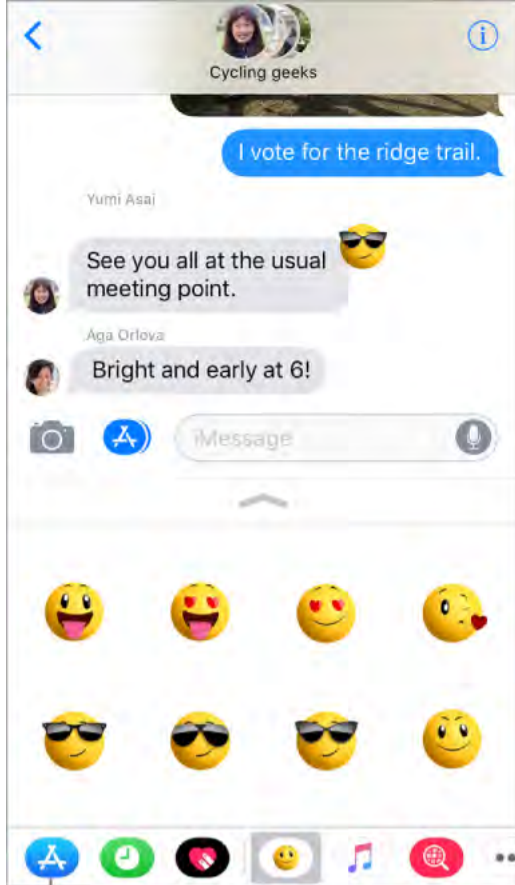 Cycling geeks
I vote for the ridge trail.
Yumi Asai
See you all at the usual
meeting point.
Aga Orlova
Bright and early at 6!
iMessage